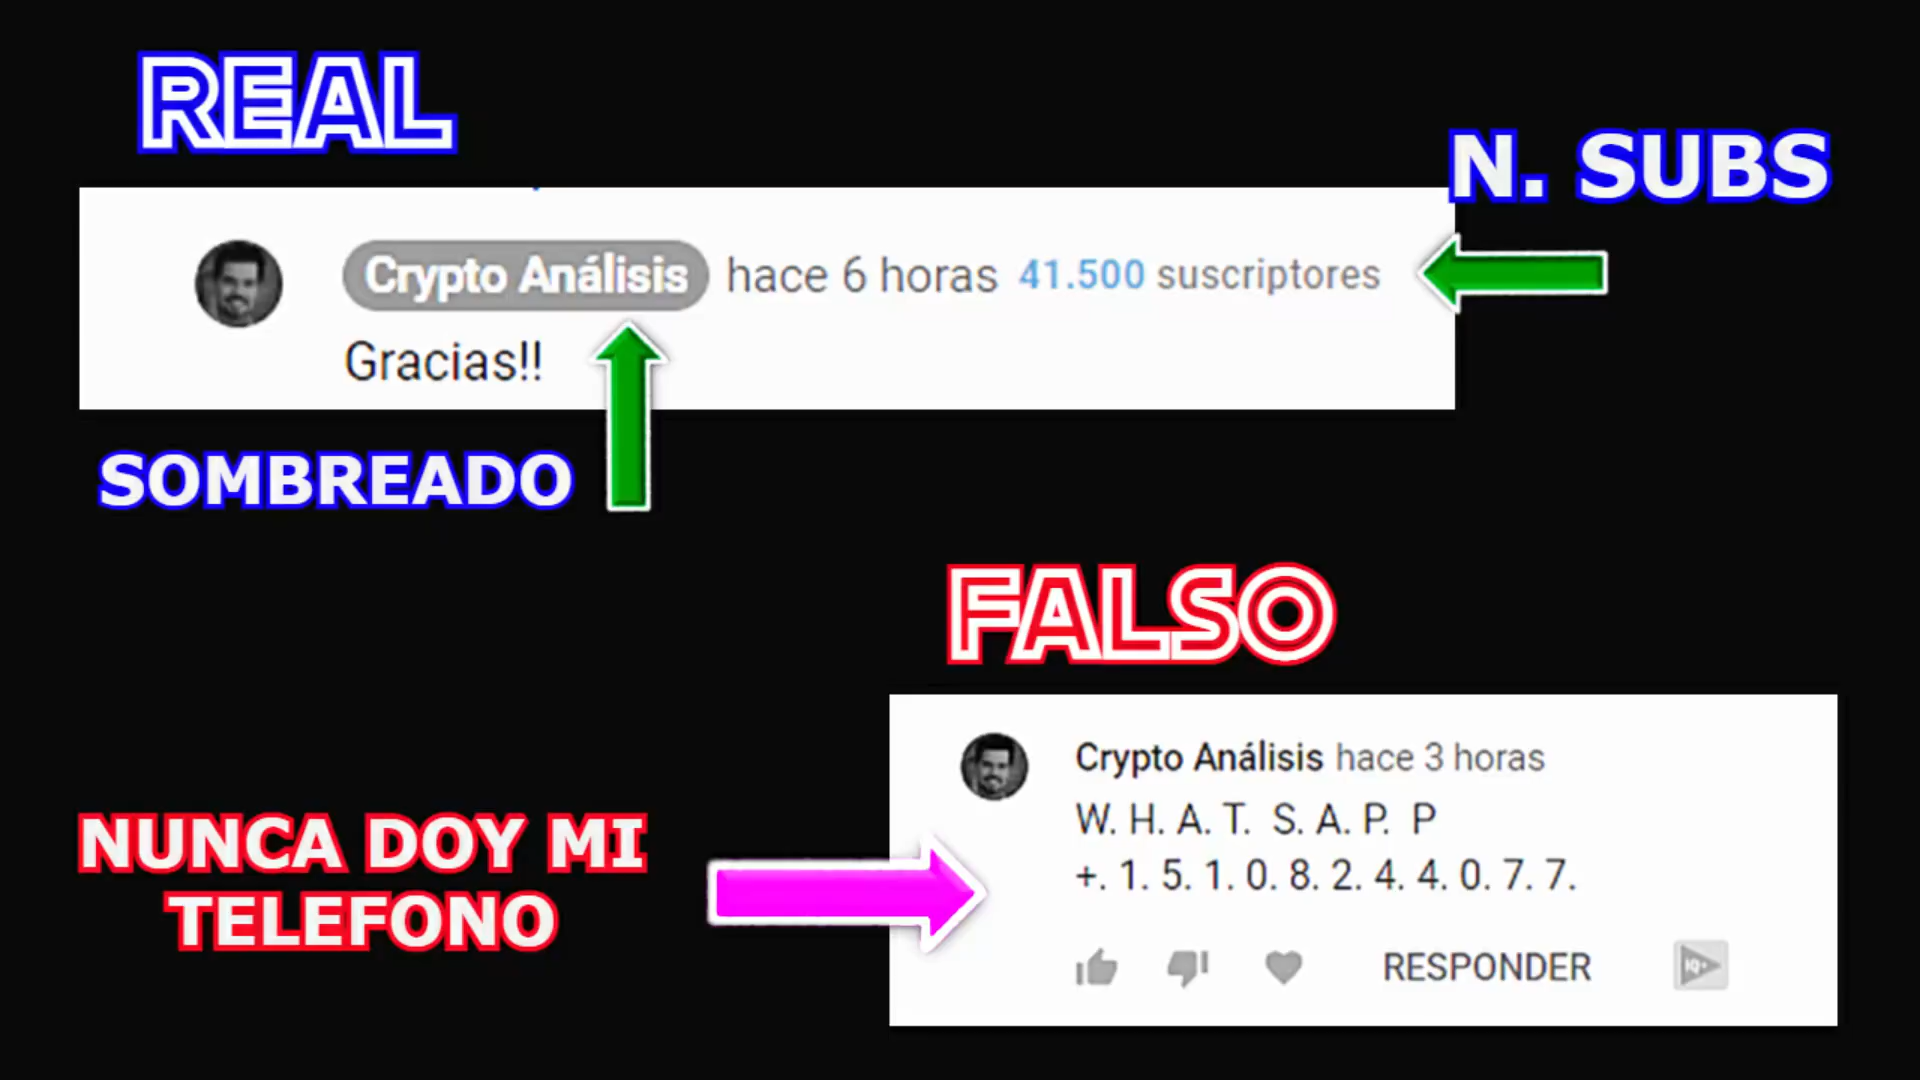 REAL
N. SUBS
Crypto Análisis hace 6 horas 41.500 suscriptores
Gracias!!
SOMBREADO
FALSO
Crypto Análisis hace 3 horas
W. H. A. T. S. A. P. P
+. 1. 5. 1. 0. 8. 2. 4. 4. 0. 7. 7.
NUNCA DOY MI
TELEFONO
RESPONDER
IQ+